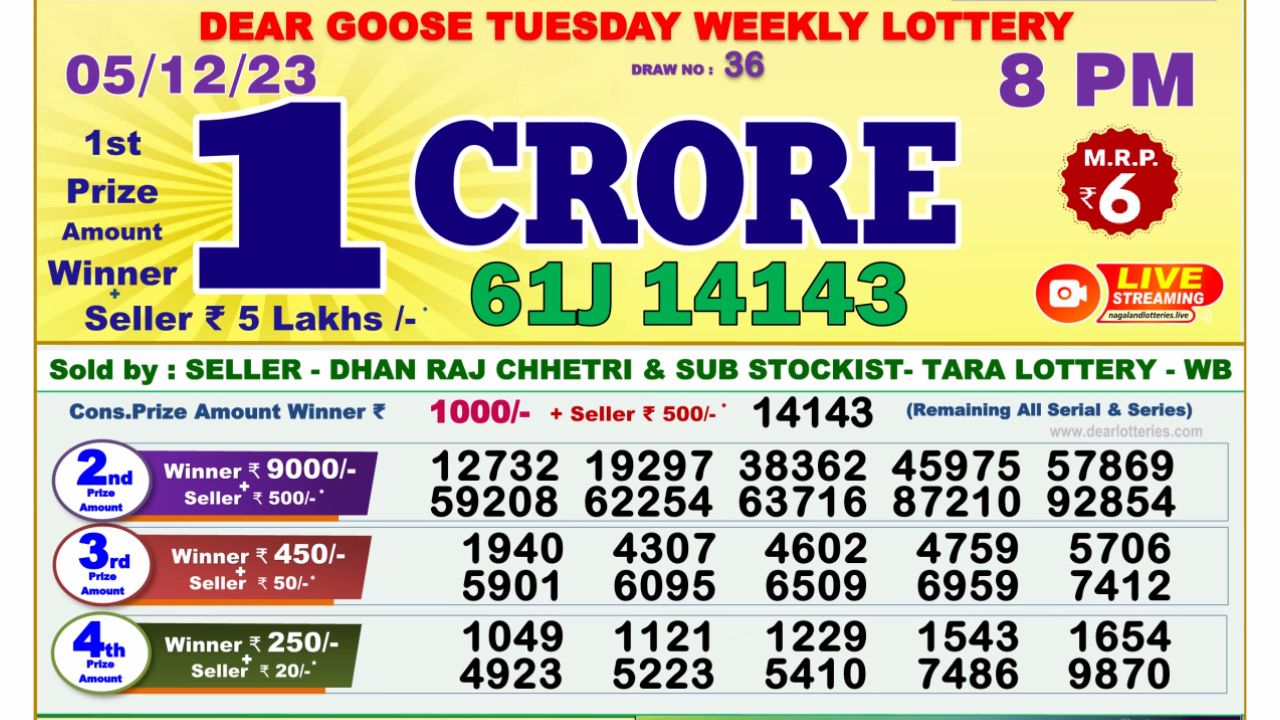 DEAR GOOSE TUESDAY WEEKLY LOTTERY
05/12/23
DRAW NO : 36
8 PM
1st
Prize
Amount
Winner
+
Seller ₹ 5 Lakhs /-*
1 CRORE
61J 14143
M.R.P.
₹6
LIVE
STREAMING
nagalandlotteries.live
Sold by : SELLER - DHAN RAJ CHHETRI & SUB STOCKIST- TARA LOTTERY - WB
Cons.Prize Amount Winner ₹ 1000/- + Seller ₹ 500/-* 14143 (Remaining All Serial & Series)
www.dearlotteries.com
2nd
Prize
Amount
Winner ₹ 9000/-
+
Seller ₹ 500/-*
12732 19297 38362 45975 57869
59208 62254 63716 87210 92854
3rd
Prize
Amount
Winner ₹ 450/-
+
Seller ₹ 50/-*
1940 4307 4602 4759 5706
5901 6095 6509 6959 7412
4th
Prize
Amount
Winner ₹ 250/-
+
Seller ₹ 20/-*
1049 1121 1229 1543 1654
4923 5223 5410 7486 9870